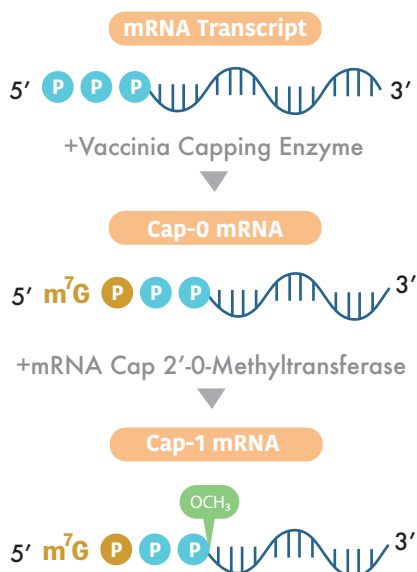 mRNA Transcript
5′ P P P 3′
+Vaccinia Capping Enzyme
Cap-0 mRNA
5′ m⁷G P P P 3′
+mRNA Cap 2′-0-Methyltransferase
Cap-1 mRNA
OCH₃
5′ m⁷G P P P 3′